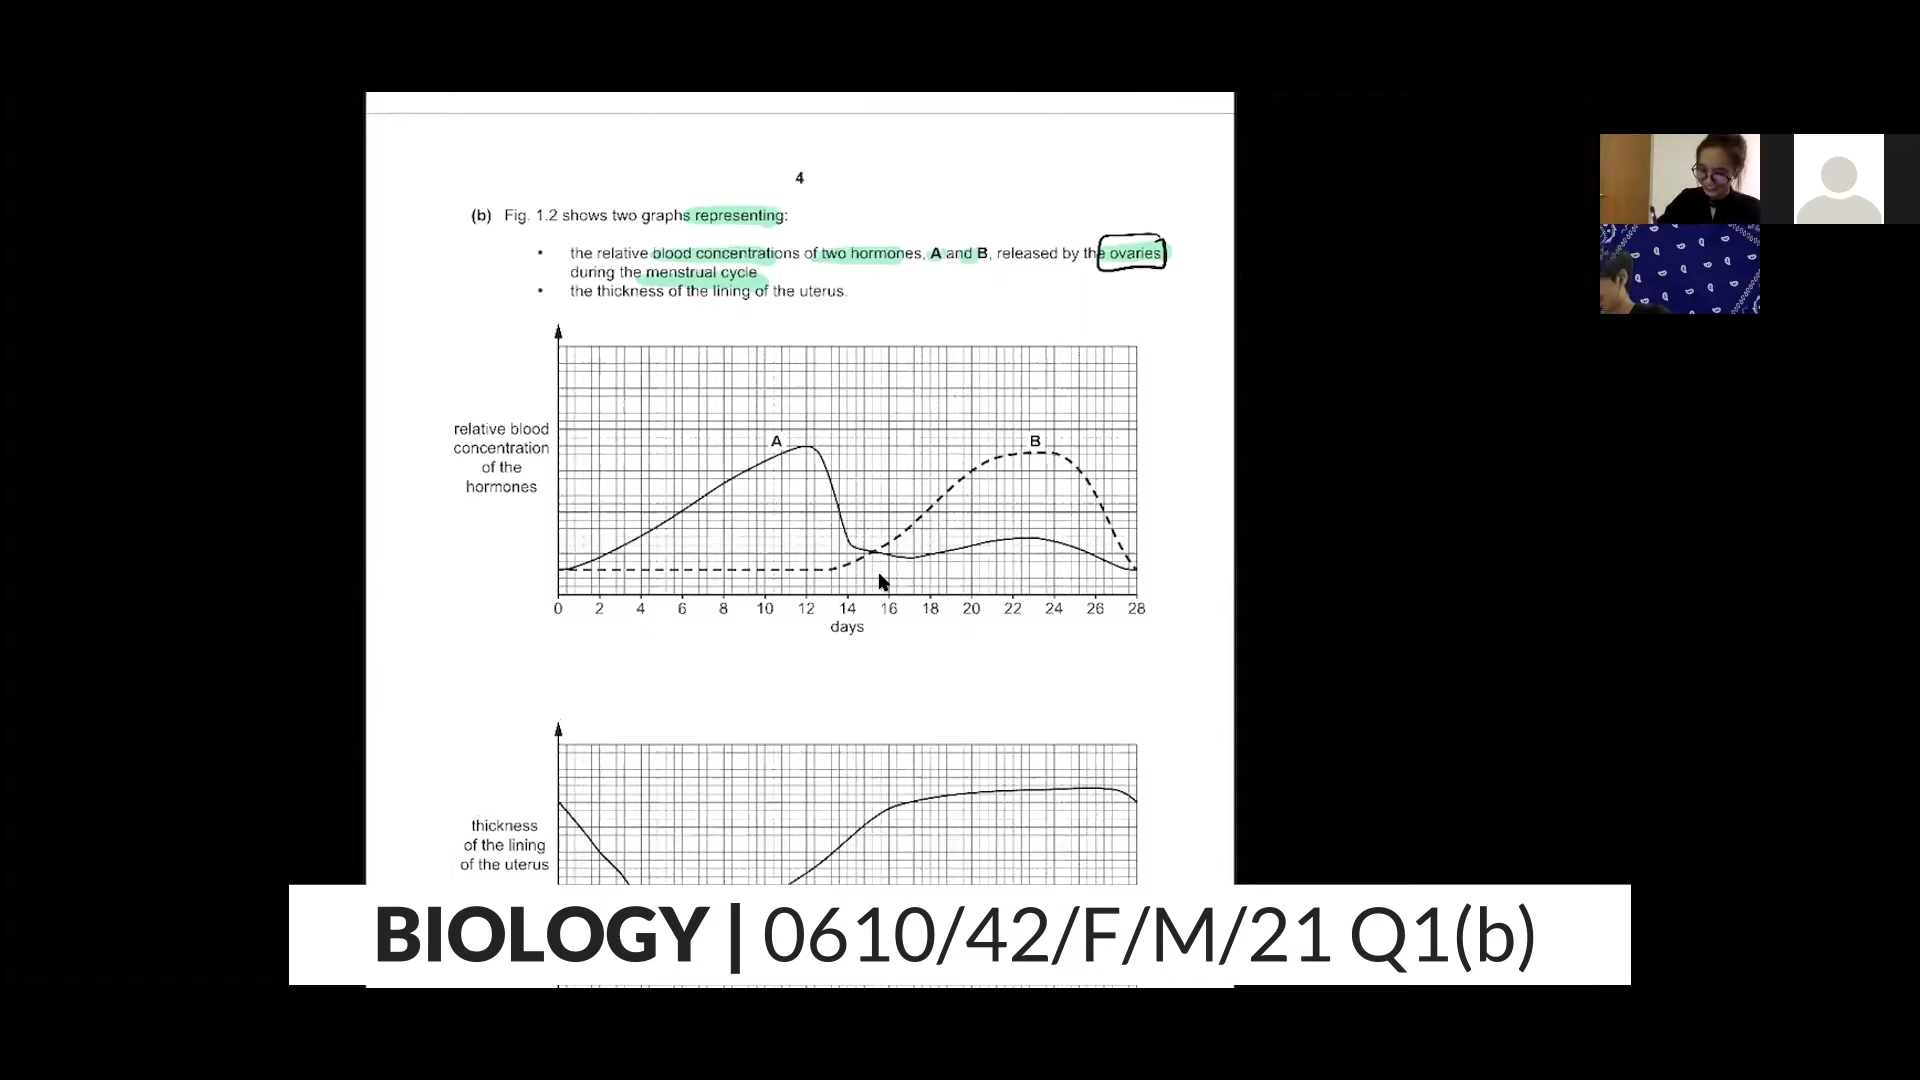 4
(b) Fig. 1.2 shows two graphs representing:
• the relative blood concentrations of two hormones, A and B, released by the ovaries
during the menstrual cycle
• the thickness of the lining of the uterus.
relative blood
concentration
of the
hormones
A
B
0 2 4 6 8 10 12 14 16 18 20 22 24 26 28
days
thickness
of the lining
of the uterus
BIOLOGY | 0610/42/F/M/21 Q1(b)